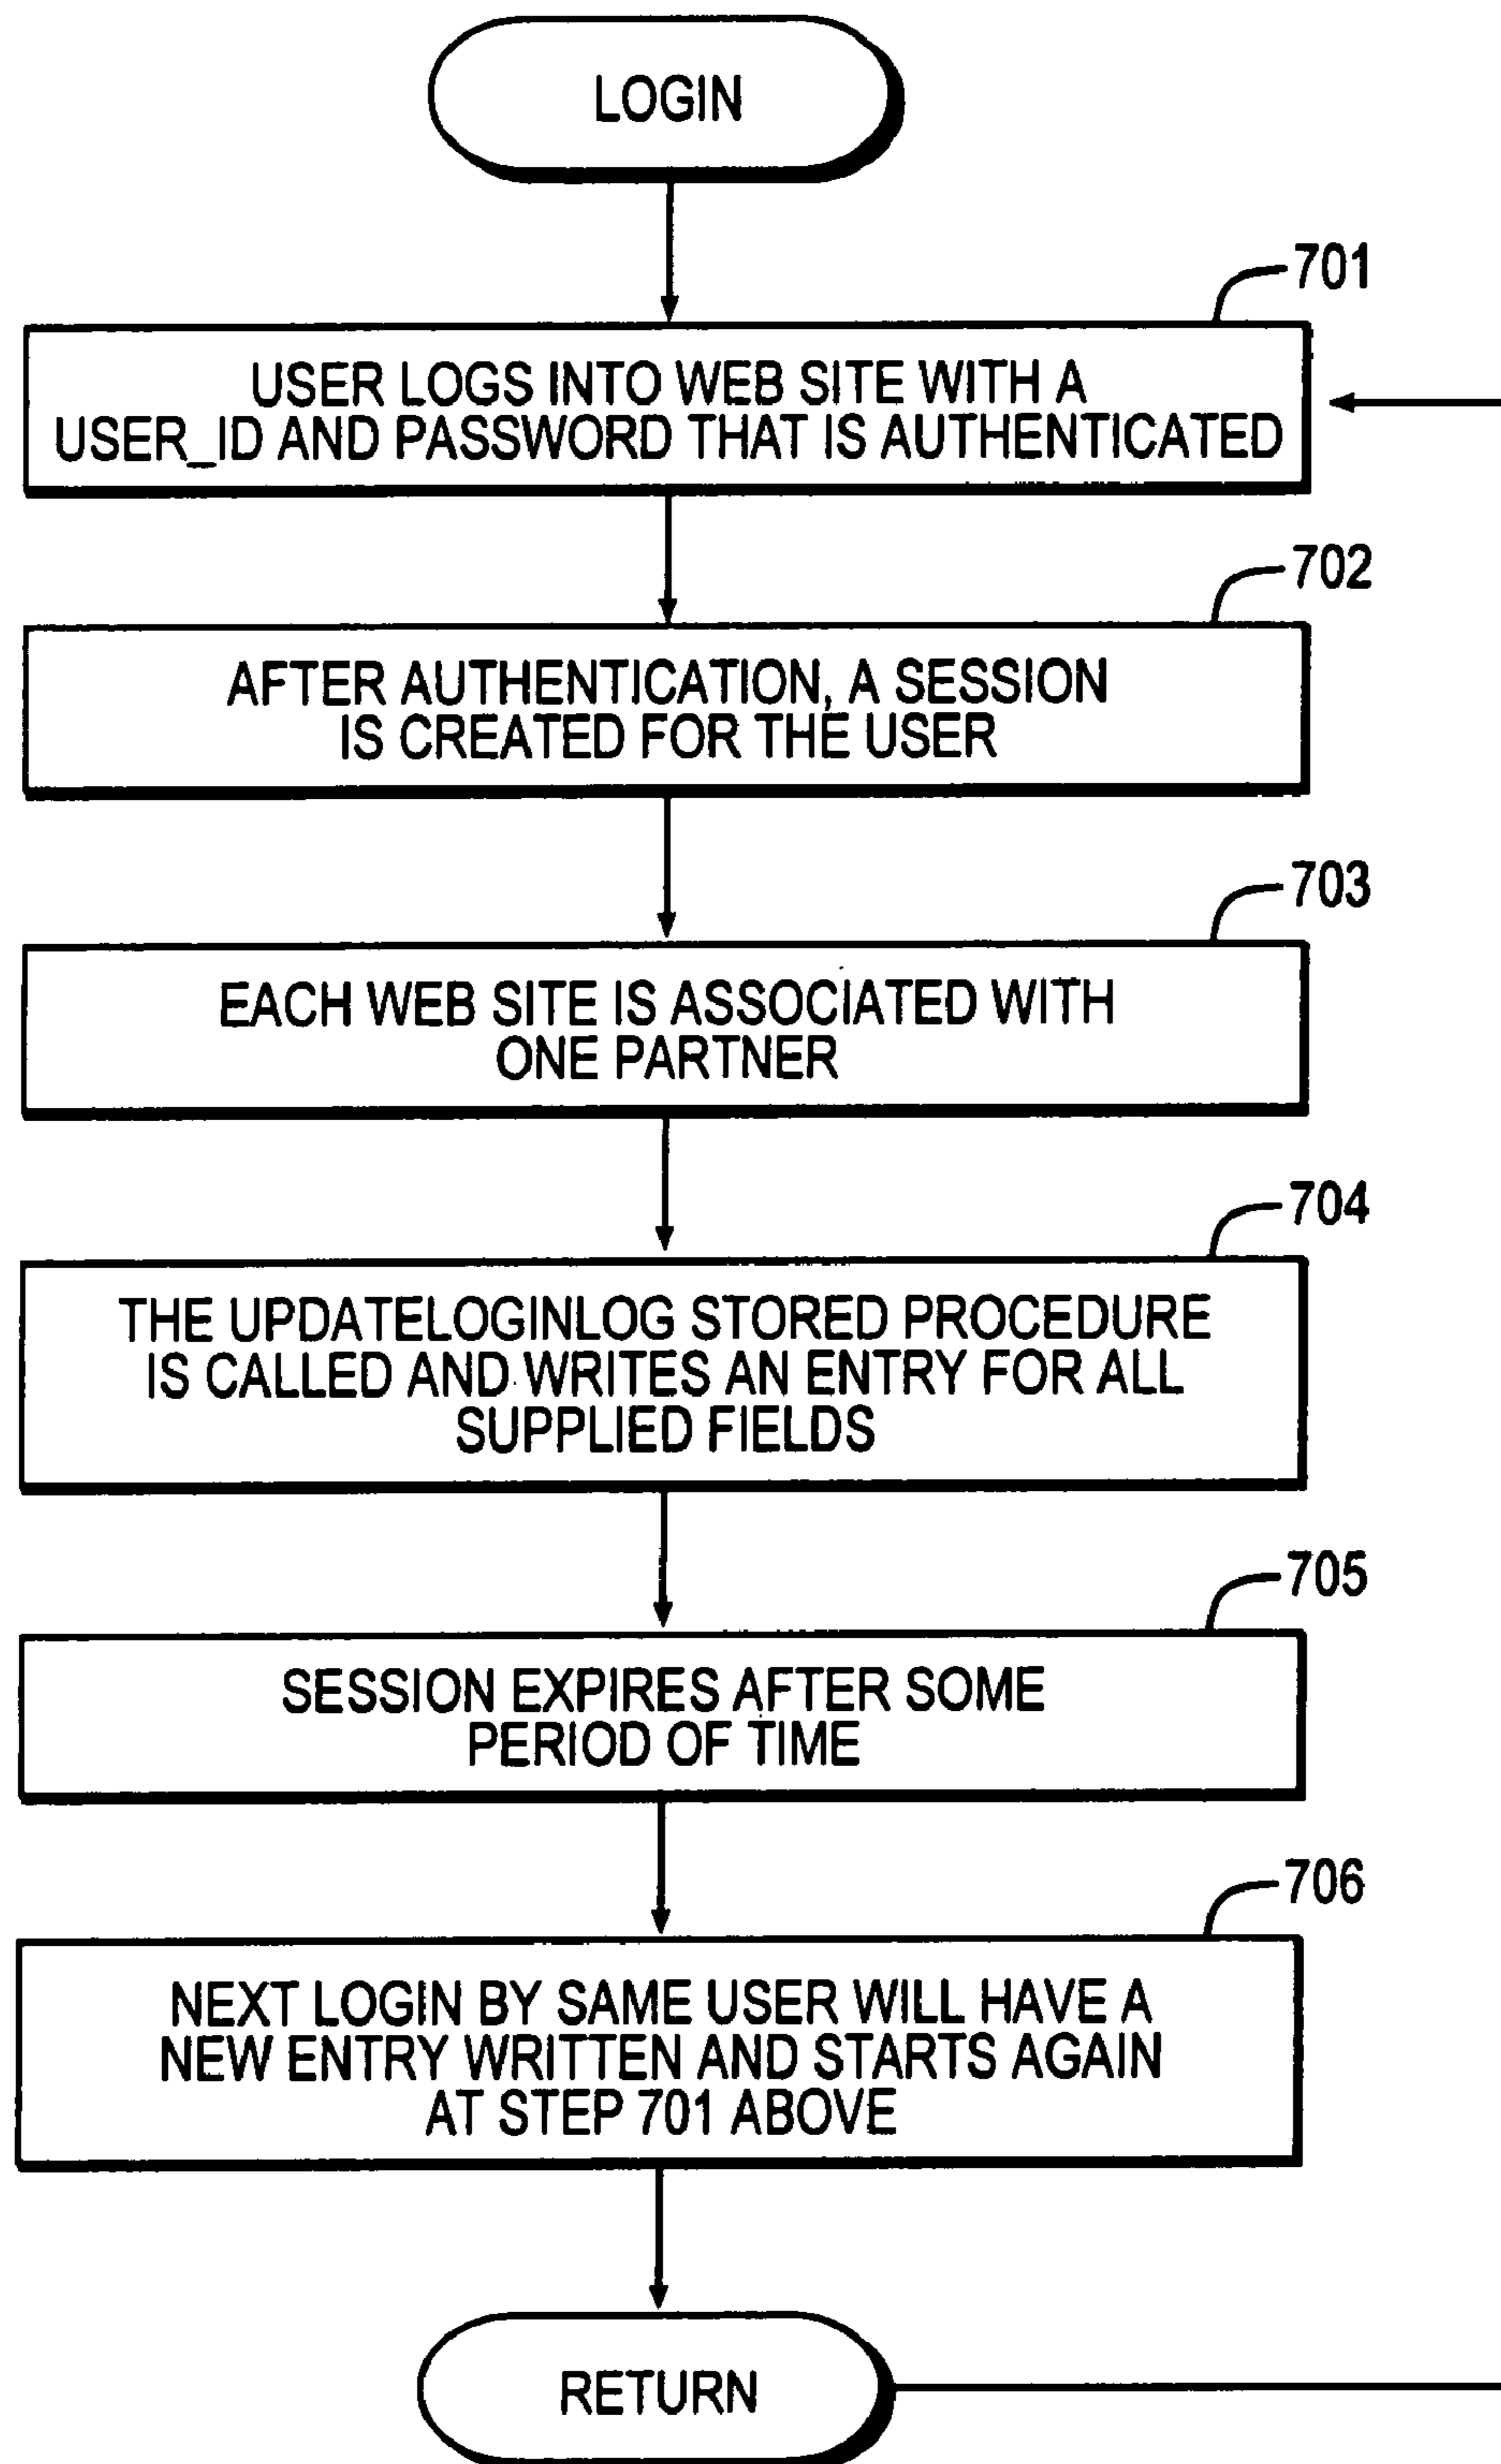 LOGIN
701
USER LOGS INTO WEB SITE WITH A
USER_ID AND PASSWORD THAT IS AUTHENTICATED
702
AFTER AUTHENTICATION, A SESSION
IS CREATED FOR THE USER
703
EACH WEB SITE IS ASSOCIATED WITH
ONE PARTNER
704
THE UPDATELOGINLOG STORED PROCEDURE
IS CALLED AND WRITES AN ENTRY FOR ALL
SUPPLIED FIELDS
705
SESSION EXPIRES AFTER SOME
PERIOD OF TIME
706
NEXT LOGIN BY SAME USER WILL HAVE A
NEW ENTRY WRITTEN AND STARTS AGAIN
AT STEP 701 ABOVE
RETURN